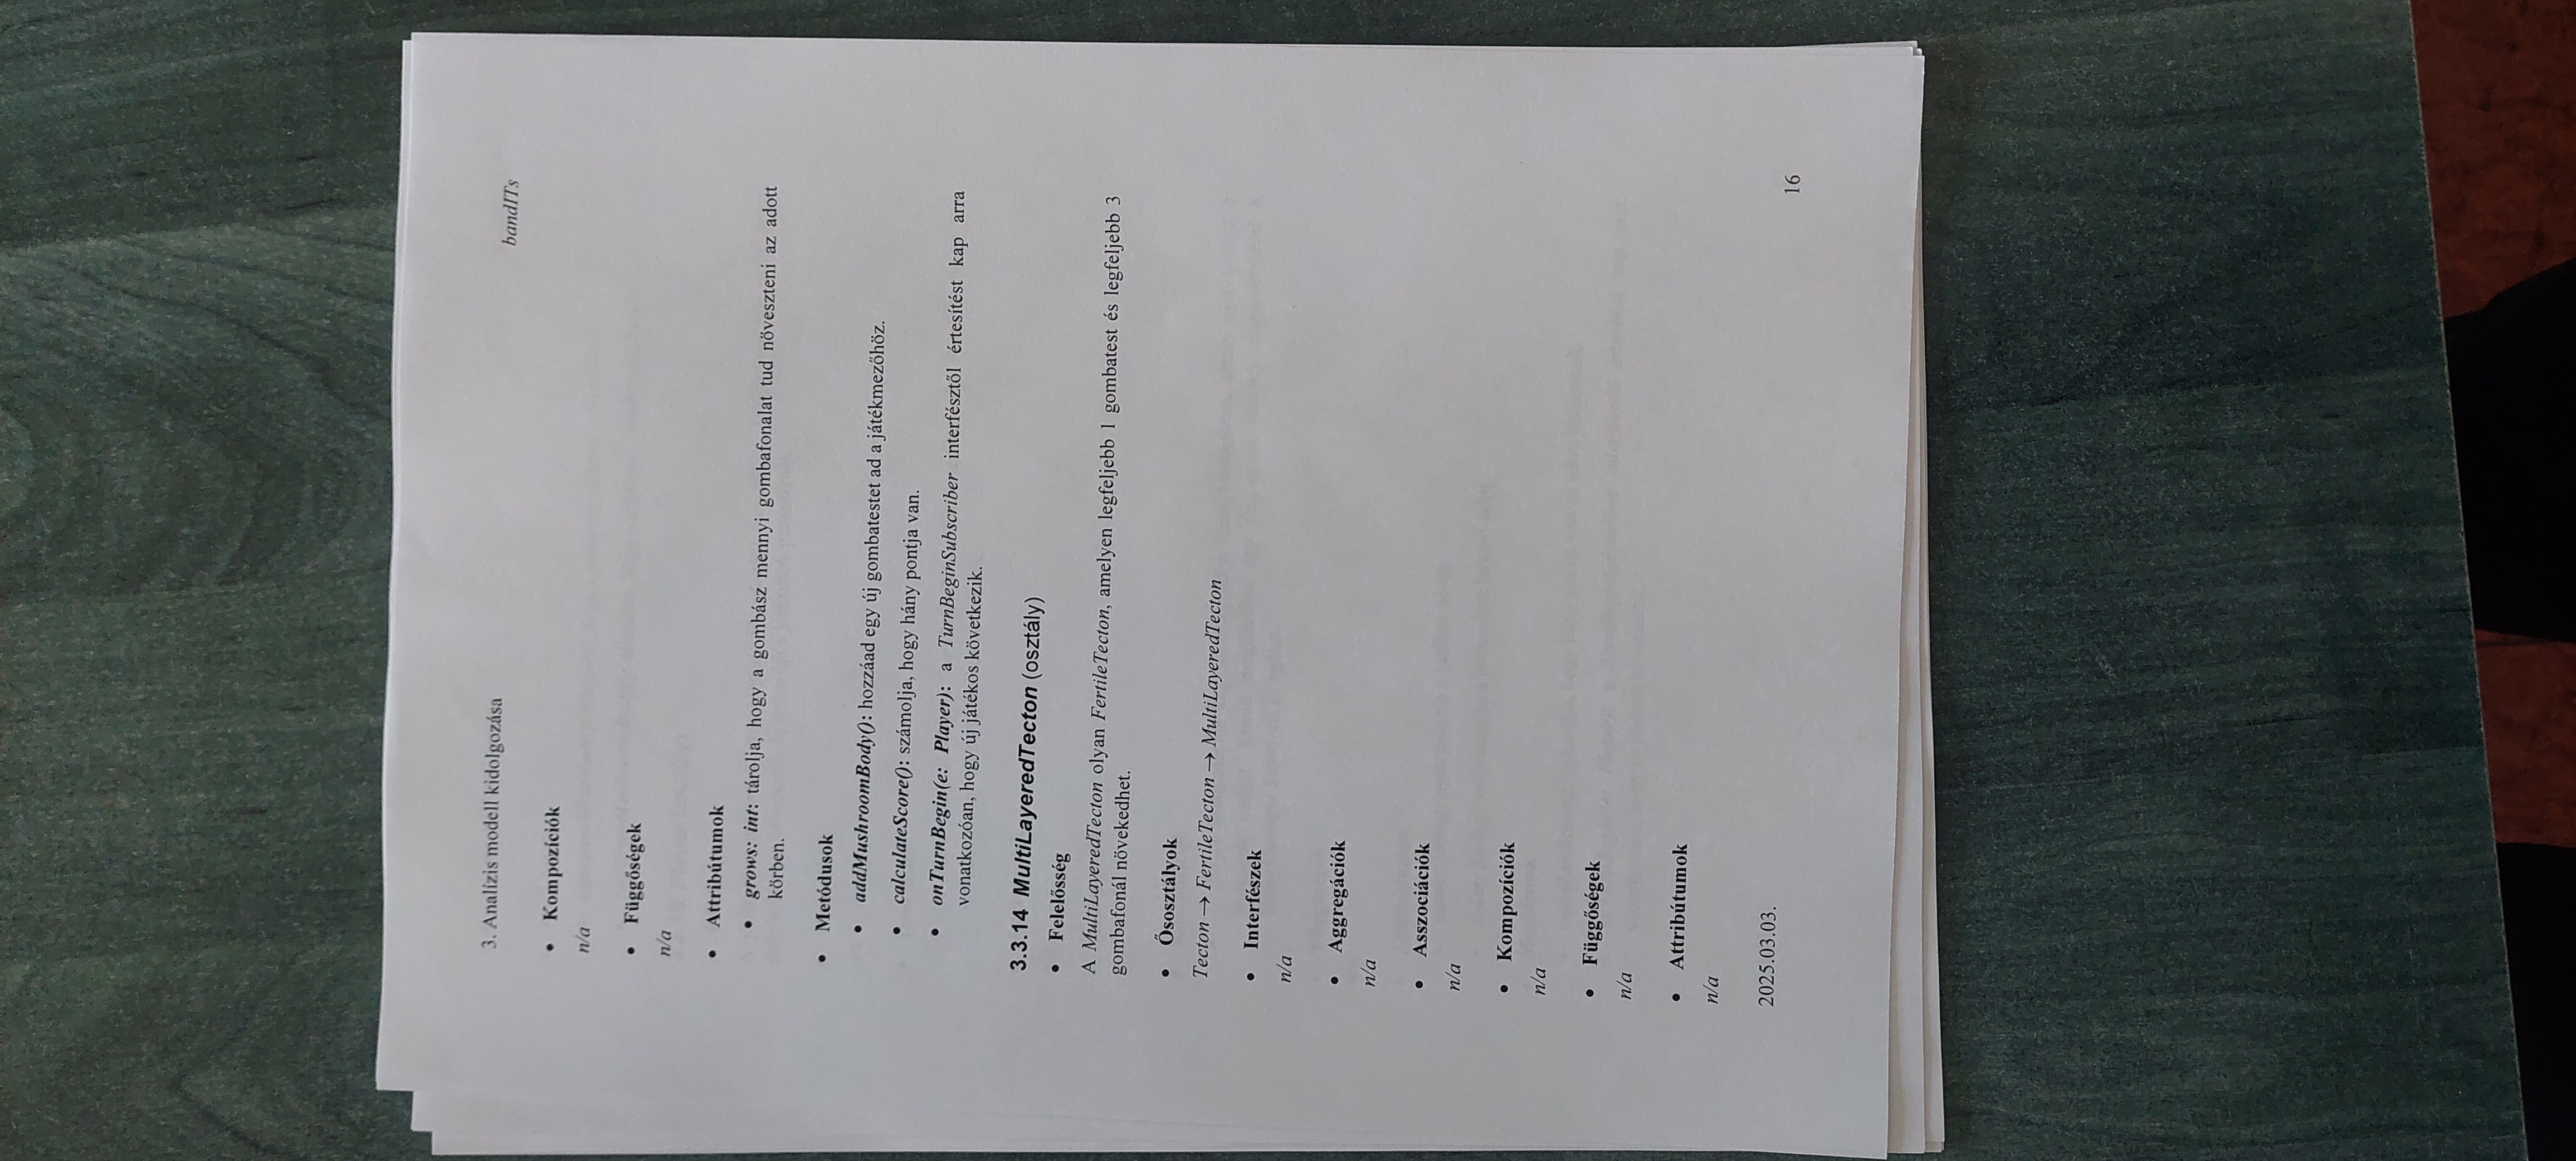 3. Analízis modell kidolgozása
bandITs
• Kompozíciók
n/a
• Függőségek
n/a
• Attribútumok
• grows: int: tárolja, hogy a gombász mennyi gombafonalat tud növeszteni az adott
körben.
• Metódusok
• addMushroomBody(): hozzáad egy új gombatestet ad a játékmezőhöz.
• calculateScore(): számolja, hogy hány pontja van.
• onTurnBegin(e: Player): a TurnBeginSubscriber interfésztől értesítést kap arra
vonatkozóan, hogy új játékos következik.
3.3.14 MultiLayeredTecton (osztály)
• Felelősség
A MultiLayeredTecton olyan FertileTecton, amelyen legfeljebb 1 gombatest és legfeljebb 3
gombafonál növekedhet.
• Ősosztályok
Tecton → FertileTecton → MultiLayeredTecton
• Interfészek
n/a
• Aggregációk
n/a
• Asszociációk
n/a
• Kompozíciók
n/a
• Függőségek
n/a
• Attribútumok
n/a
2025.03.03.
16